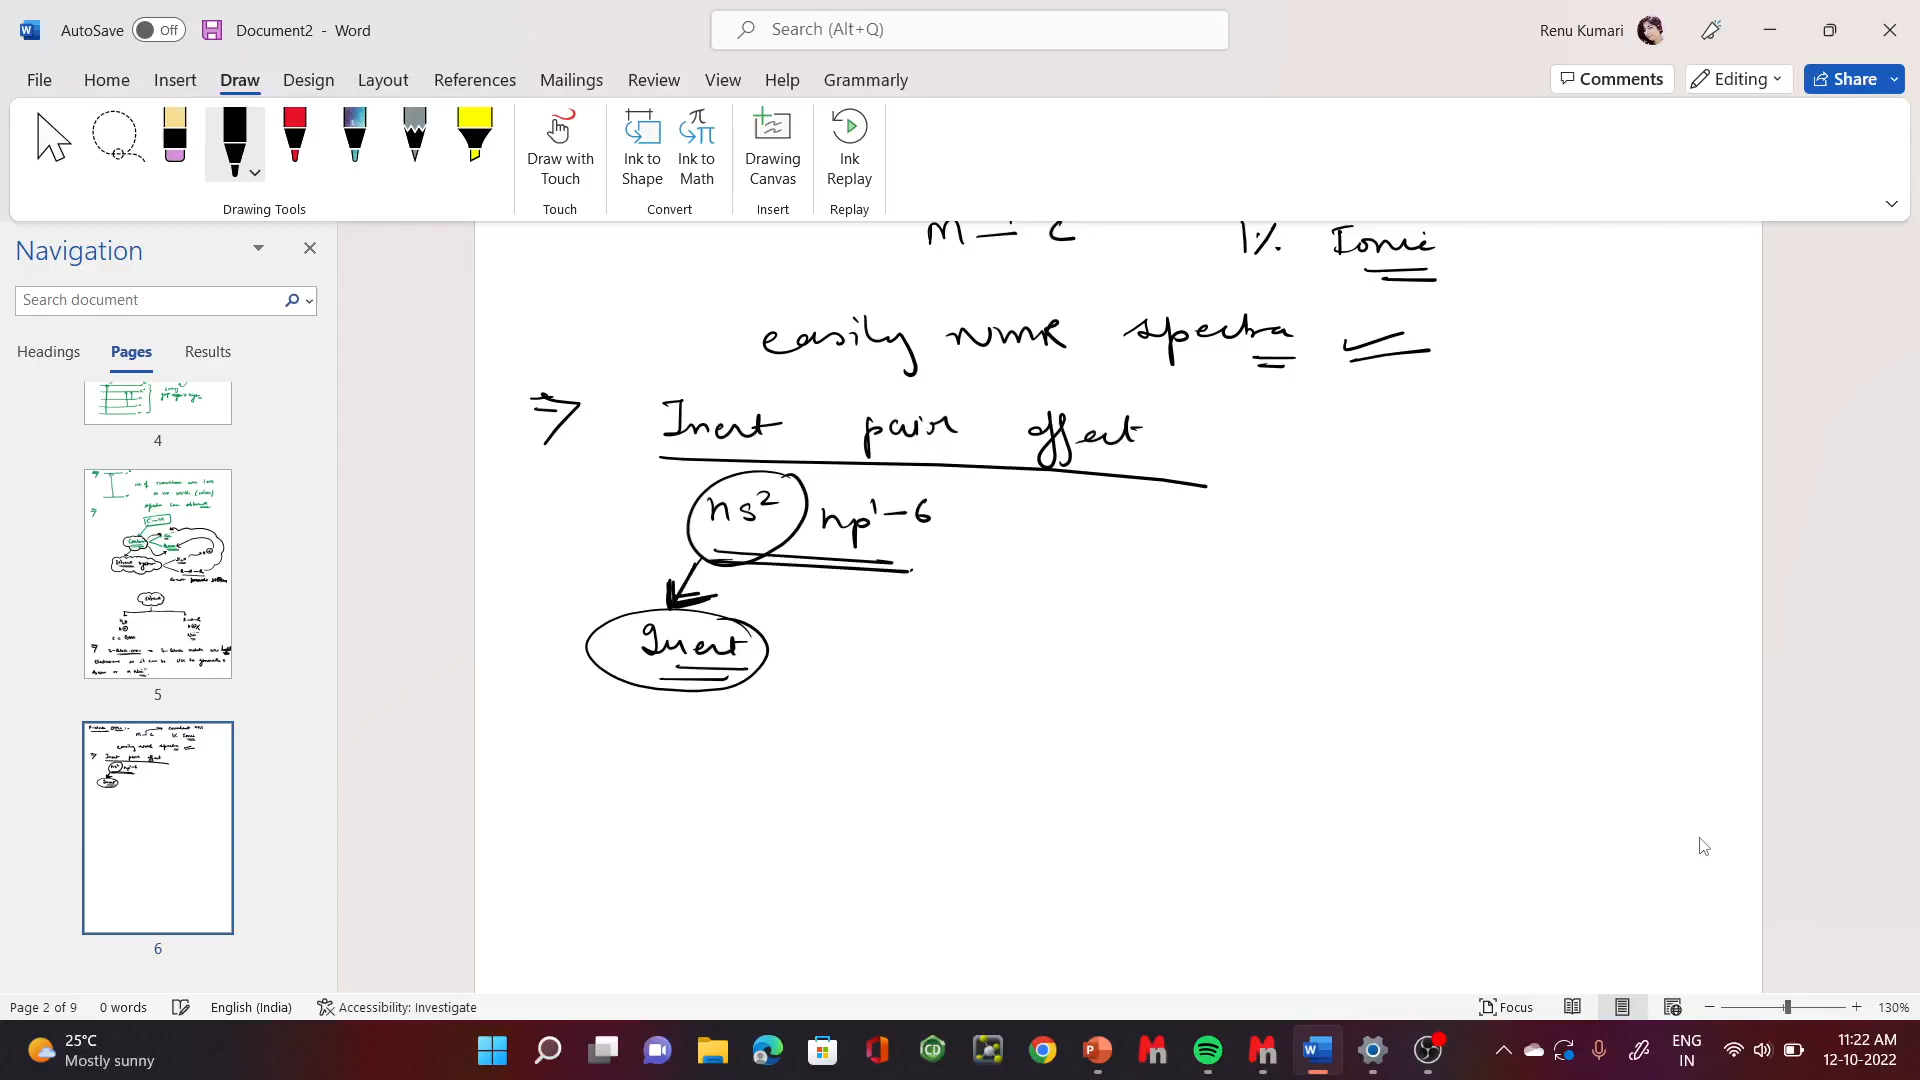 AutoSave Off Document2 - Word Search (Alt+Q) Renu Kumari
File Home Insert Draw Design Layout References Mailings Review View Help Grammarly Comments Editing Share
Draw with Touch
Ink to Shape
Ink to Math
Drawing Canvas
Ink Replay
Drawing Tools Touch Convert Insert Replay
Navigation
Search document
Headings Pages Results
4
5
6
M — C 1% Ionic
easily NMR spectra
⇒ Inert pair effect
ns² np¹⁻⁶
Inert
Page 2 of 9 0 words English (India) Accessibility: Investigate Focus 130%
25°C
Mostly sunny
ENG
IN
11:22 AM
12-10-2022